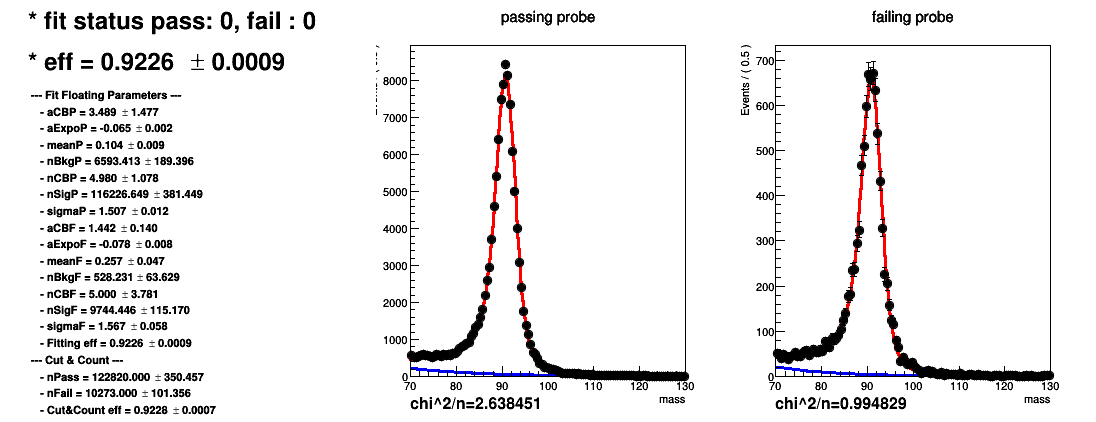 * fit status pass: 0, fail : 0
* eff = 0.9226 ± 0.0009
--- Fit Floating Parameters ---
- aCBP = 3.489 ± 1.477
- aExpoP = -0.065 ± 0.002
- meanP = 0.104 ± 0.009
- nBkgP = 6593.413 ± 189.396
- nCBP = 4.980 ± 1.078
- nSigP = 116226.649 ± 381.449
- sigmaP = 1.507 ± 0.012
- aCBF = 1.442 ± 0.140
- aExpoF = -0.078 ± 0.008
- meanF = 0.257 ± 0.047
- nBkgF = 528.231 ± 63.629
- nCBF = 5.000 ± 3.781
- nSigF = 9744.446 ± 115.170
- sigmaF = 1.567 ± 0.058
- Fitting eff = 0.9226 ± 0.0009
--- Cut & Count ---
- nPass = 122820.000 ± 350.457
- nFail = 10273.000 ± 101.356
- Cut&Count eff = 0.9228 ± 0.0007
passing probe
8000
7000
6000
5000
4000
3000
2000
1000
0
70 80 90 100 110 120 130
mass
chi^2/n=2.638451
failing probe
Events / ( 0.5 )
700
600
500
400
300
200
100
0
70 80 90 100 110 120 130
mass
chi^2/n=0.994829